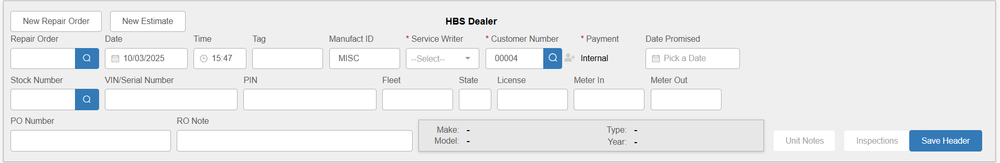 New Repair Order New Estimate HBS Dealer
Repair Order Date Time Tag Manufact ID * Service Writer * Customer Number * Payment Date Promised
10/03/2025 15:47 MISC --Select-- 00004 Internal Pick a Date
Stock Number VIN/Serial Number PIN Fleet State License Meter In Meter Out
PO Number RO Note
Make: - Type: -
Model: - Year: -
Unit Notes Inspections Save Header